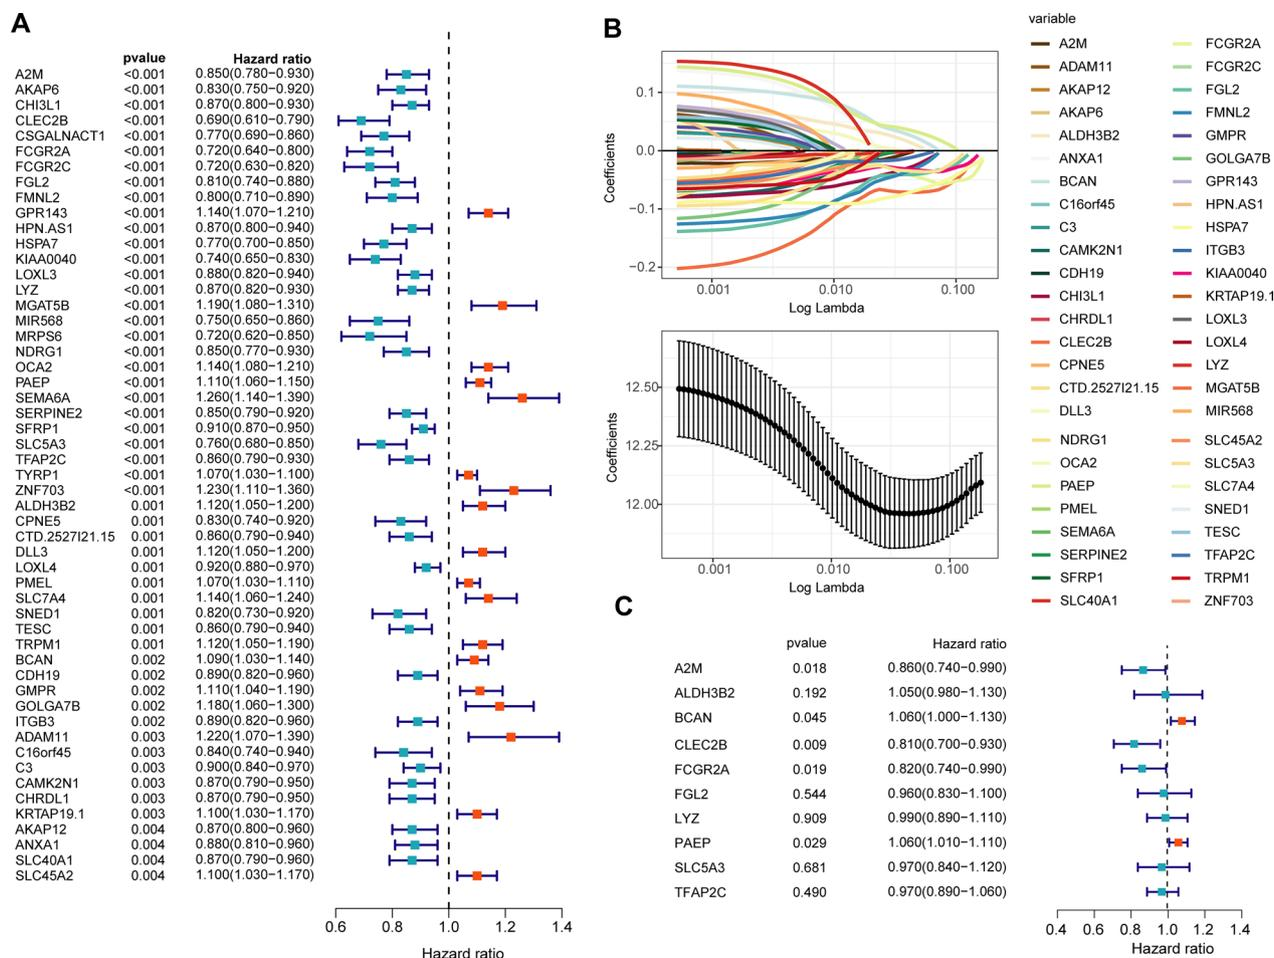 A
pvalue Hazard ratio
A2M <0.001 0.850(0.780−0.930)
AKAP6 <0.001 0.830(0.750−0.920)
CHI3L1 <0.001 0.870(0.800−0.930)
CLEC2B <0.001 0.690(0.610−0.790)
CSGALNACT1 <0.001 0.770(0.690−0.860)
FCGR2A <0.001 0.720(0.640−0.800)
FCGR2C <0.001 0.720(0.630−0.820)
FGL2 <0.001 0.810(0.740−0.880)
FMNL2 <0.001 0.800(0.710−0.890)
GPR143 <0.001 1.140(1.070−1.210)
HPN.AS1 <0.001 0.870(0.800−0.940)
HSPA7 <0.001 0.770(0.700−0.850)
KIAA0040 <0.001 0.740(0.650−0.830)
LOXL3 <0.001 0.880(0.820−0.940)
LYZ <0.001 0.870(0.820−0.930)
MGAT5B <0.001 1.190(1.080−1.310)
MIR568 <0.001 0.750(0.650−0.860)
MRPS6 <0.001 0.720(0.620−0.850)
NDRG1 <0.001 0.850(0.770−0.930)
OCA2 <0.001 1.140(1.080−1.210)
PAEP <0.001 1.110(1.060−1.150)
SEMA6A <0.001 1.260(1.140−1.390)
SERPINE2 <0.001 0.850(0.790−0.920)
SFRP1 <0.001 0.910(0.870−0.950)
SLC5A3 <0.001 0.760(0.680−0.850)
TFAP2C <0.001 0.860(0.790−0.930)
TYRP1 <0.001 1.070(1.030−1.100)
ZNF703 <0.001 1.230(1.110−1.360)
ALDH3B2 0.001 1.120(1.050−1.200)
CPNE5 0.001 0.830(0.740−0.920)
CTD.2527I21.15 0.001 0.860(0.790−0.940)
DLL3 0.001 1.120(1.050−1.200)
LOXL4 0.001 0.920(0.880−0.970)
PMEL 0.001 1.070(1.030−1.110)
SLC7A4 0.001 1.140(1.060−1.240)
SNED1 0.001 0.820(0.730−0.920)
TESC 0.001 0.860(0.790−0.940)
TRPM1 0.001 1.120(1.050−1.190)
BCAN 0.002 1.090(1.030−1.140)
CDH19 0.002 0.890(0.820−0.960)
GMPR 0.002 1.110(1.040−1.190)
GOLGA7B 0.002 1.180(1.060−1.300)
ITGB3 0.002 0.890(0.820−0.960)
ADAM11 0.003 1.220(1.070−1.390)
C16orf45 0.003 0.840(0.740−0.940)
C3 0.003 0.900(0.840−0.970)
CAMK2N1 0.003 0.870(0.790−0.950)
CHRDL1 0.003 0.870(0.790−0.950)
KRTAP19.1 0.003 1.100(1.030−1.170)
AKAP12 0.004 0.870(0.800−0.960)
ANXA1 0.004 0.880(0.810−0.960)
SLC40A1 0.004 0.870(0.790−0.960)
SLC45A2 0.004 1.100(1.030−1.170)
0.6 0.8 1.0 1.2 1.4
Hazard ratio
B
Coefficients
0.1
0.0
−0.1
−0.2
0.001 0.010 0.100
Log Lambda
Coefficients
12.50
12.25
12.00
0.001 0.010 0.100
Log Lambda
variable
A2M FCGR2A
ADAM11 FCGR2C
AKAP12 FGL2
AKAP6 FMNL2
ALDH3B2 GMPR
ANXA1 GOLGA7B
BCAN GPR143
C16orf45 HPN.AS1
C3 HSPA7
CAMK2N1 ITGB3
CDH19 KIAA0040
CHI3L1 KRTAP19.1
CHRDL1 LOXL3
CLEC2B LOXL4
CPNE5 LYZ
CTD.2527I21.15 MGAT5B
DLL3 MIR568
NDRG1 SLC45A2
OCA2 SLC5A3
PAEP SLC7A4
PMEL SNED1
SEMA6A TESC
SERPINE2 TFAP2C
SFRP1 TRPM1
SLC40A1 ZNF703
C
pvalue Hazard ratio
A2M 0.018 0.860(0.740−0.990)
ALDH3B2 0.192 1.050(0.980−1.130)
BCAN 0.045 1.060(1.000−1.130)
CLEC2B 0.009 0.810(0.700−0.930)
FCGR2A 0.019 0.820(0.740−0.990)
FGL2 0.544 0.960(0.830−1.100)
LYZ 0.909 0.990(0.890−1.110)
PAEP 0.029 1.060(1.010−1.110)
SLC5A3 0.681 0.970(0.840−1.120)
TFAP2C 0.490 0.970(0.890−1.060)
0.4 0.6 0.8 1.0 1.2 1.4
Hazard ratio